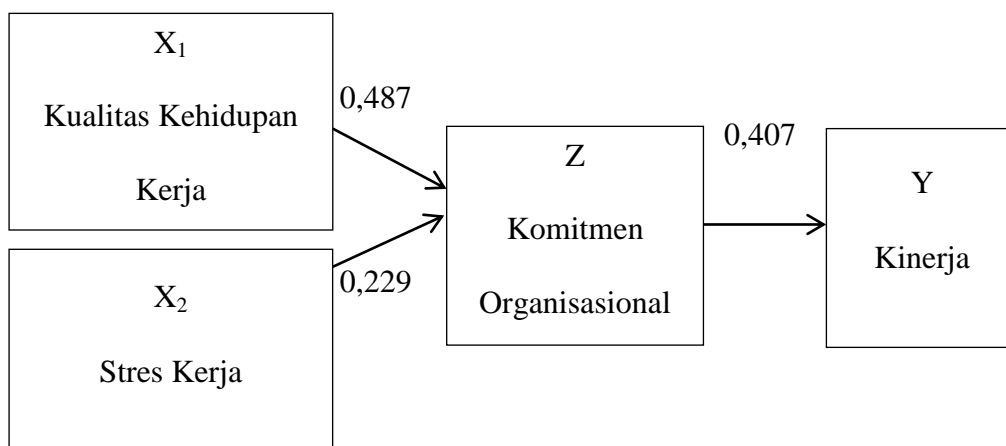 X₁
Kualitas Kehidupan
Kerja
0,487
X₂
Stres Kerja
0,229
Z
Komitmen
Organisasional
0,407
Y
Kinerja